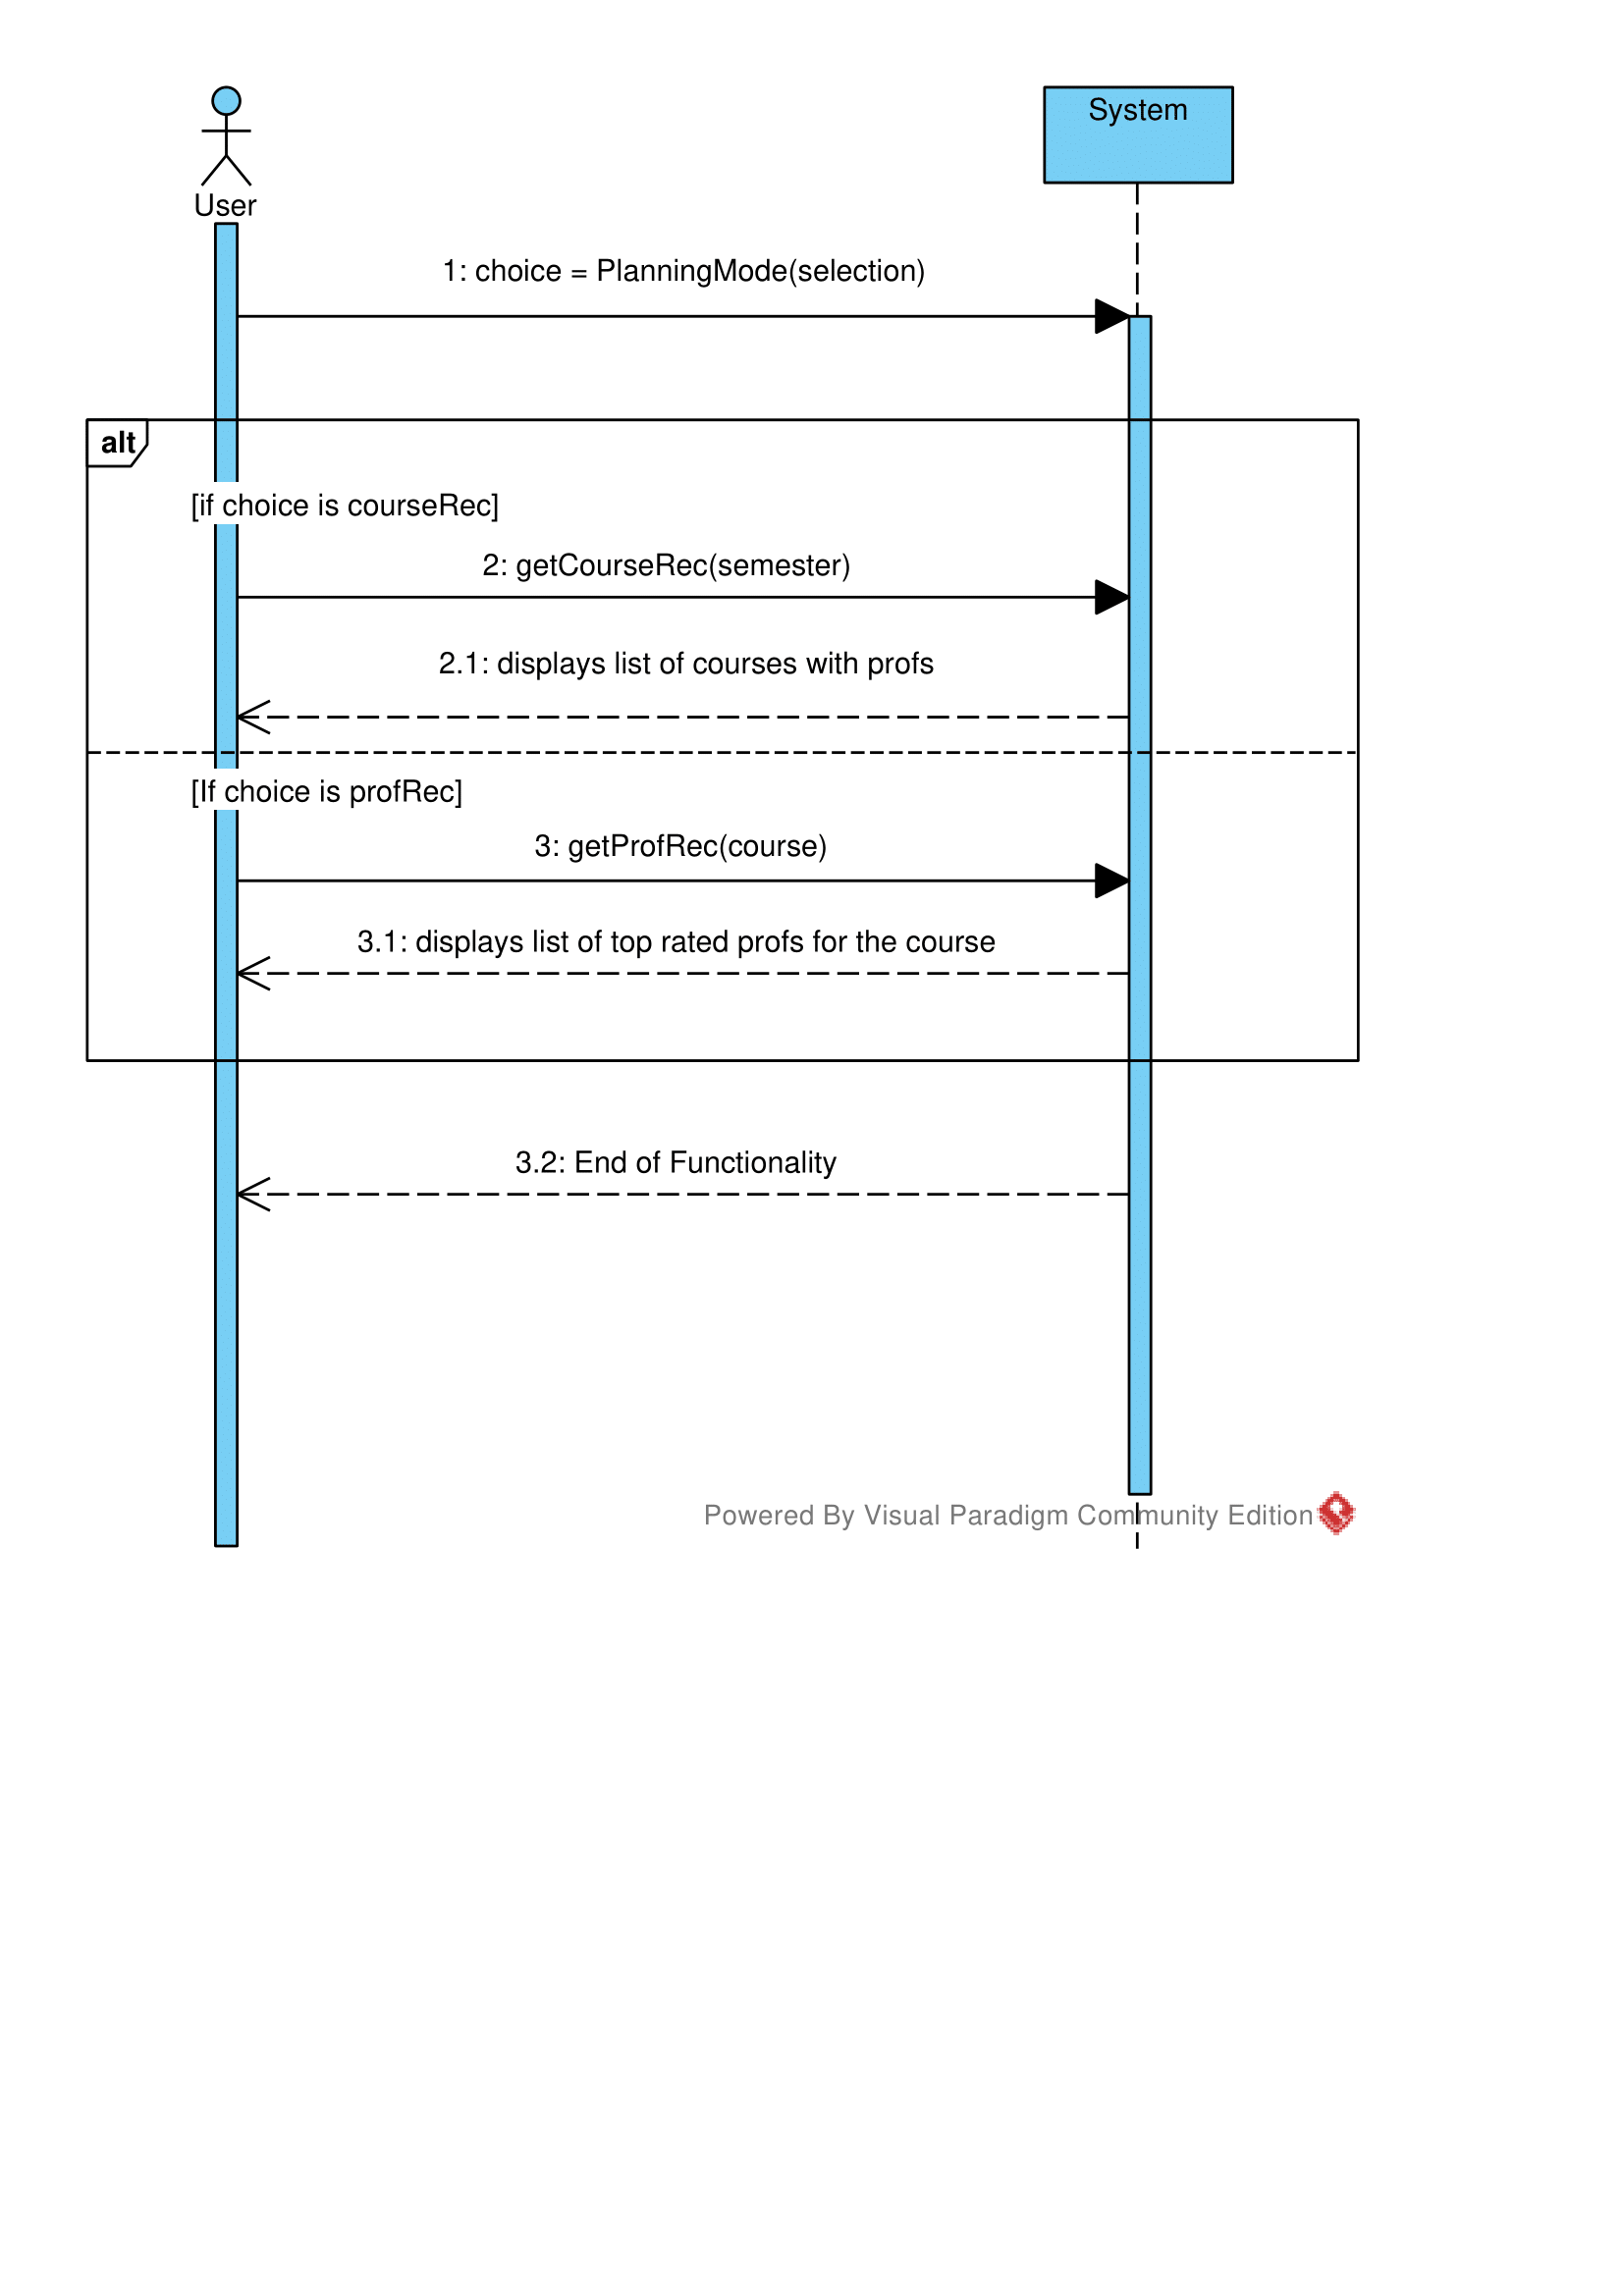 User
System
1: choice = PlanningMode(selection)
alt
[if choice is courseRec]
2: getCourseRec(semester)
2.1: displays list of courses with profs
[If choice is profRec]
3: getProfRec(course)
3.1: displays list of top rated profs for the course
3.2: End of Functionality
Powered By Visual Paradigm Community Edition